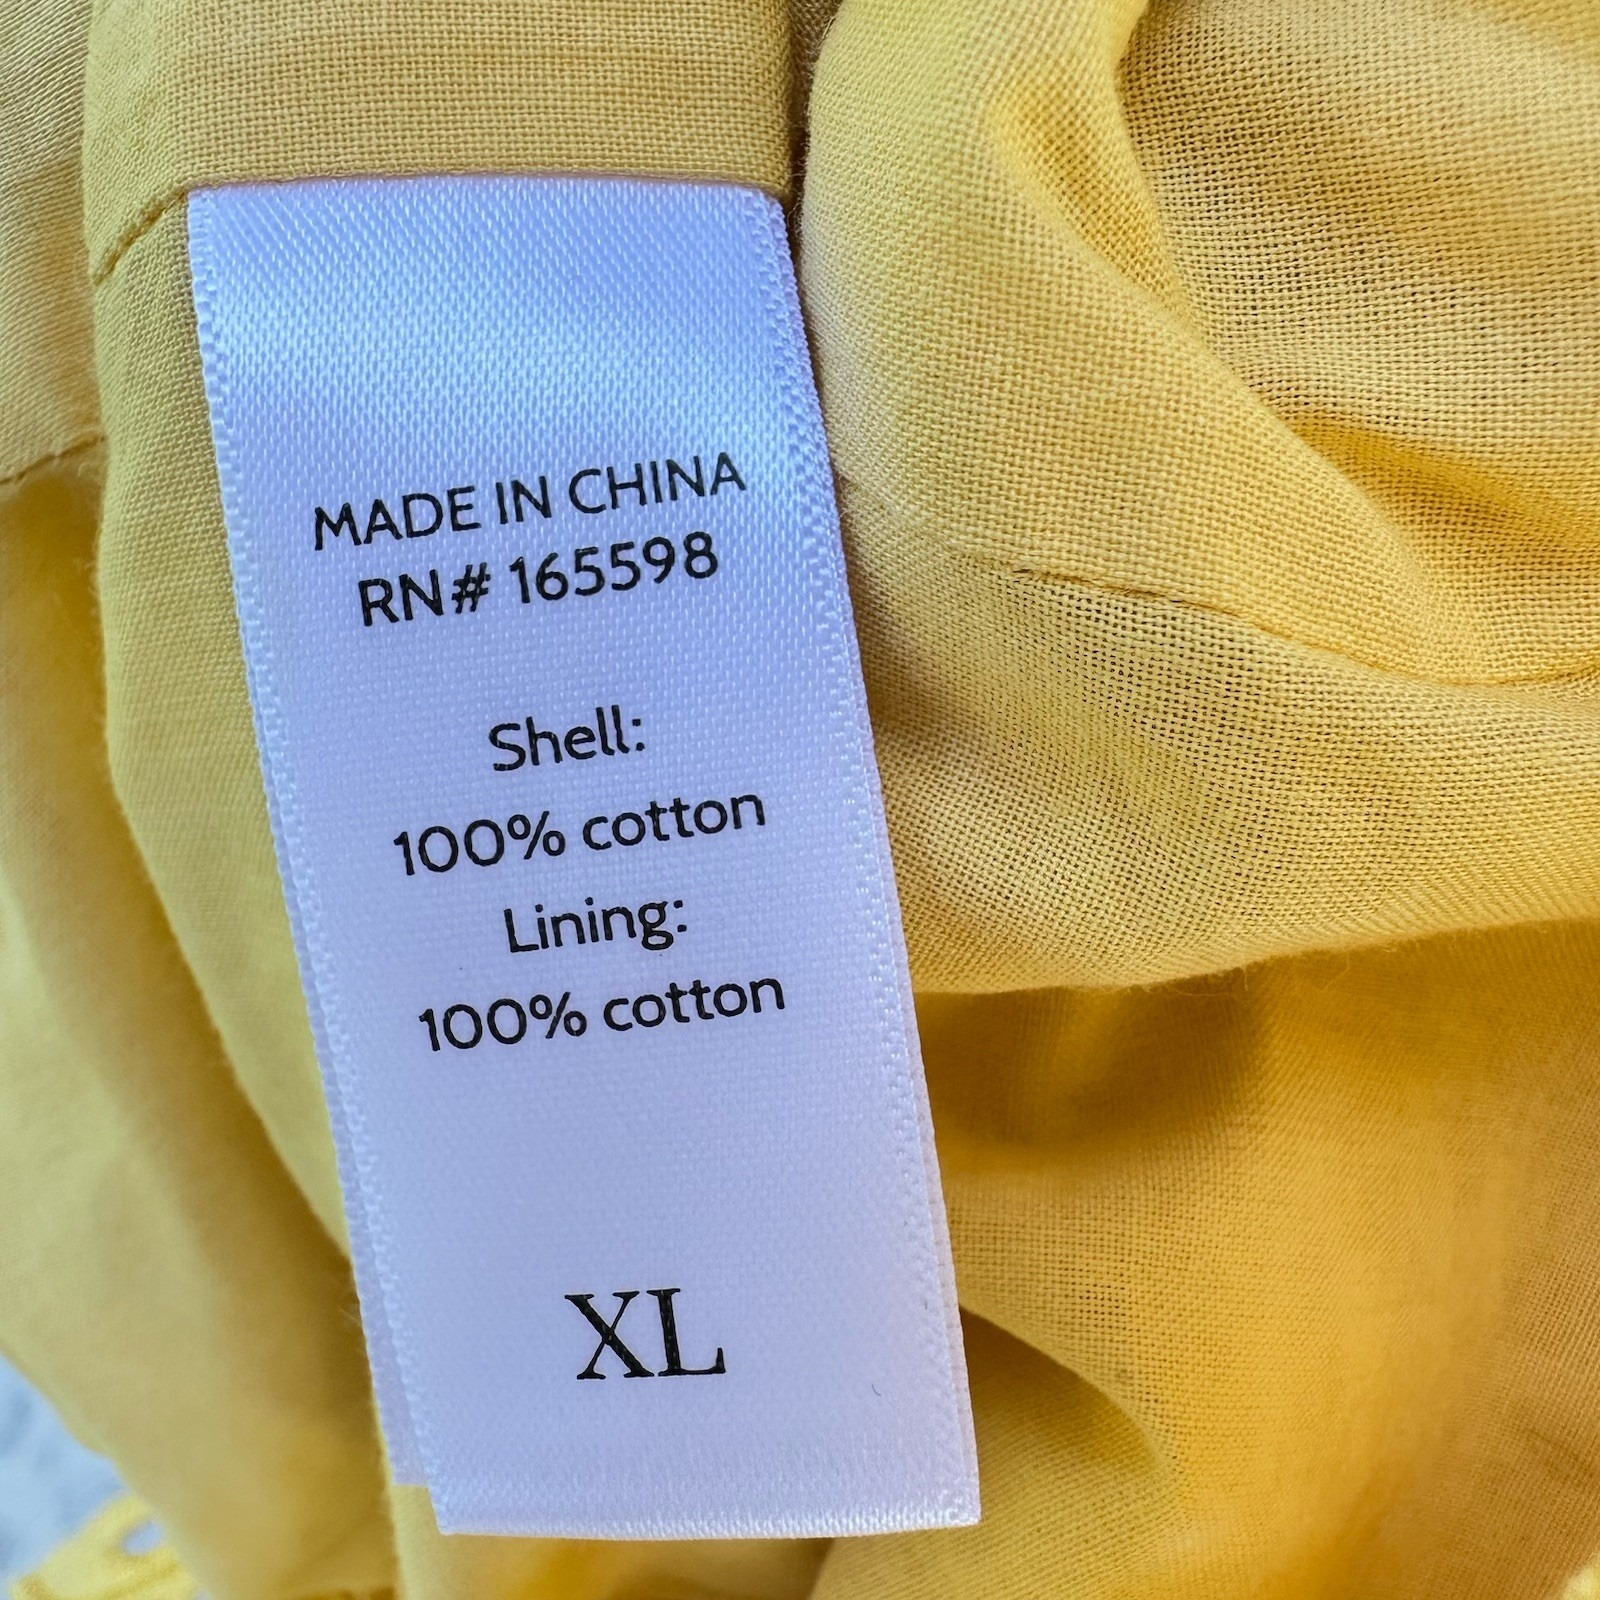 MADE IN CHINA
RN# 165598
Shell:
100% cotton
Lining:
100% cotton
XL